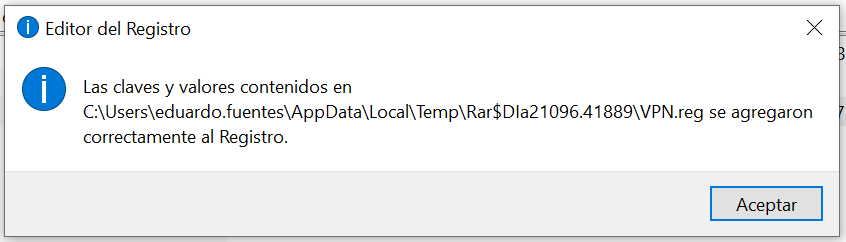 Editor del Registro
Las claves y valores contenidos en
C:\Users\eduardo.fuentes\AppData\Local\Temp\Rar$DIa21096.41889\VPN.reg se agregaron
correctamente al Registro.
Aceptar